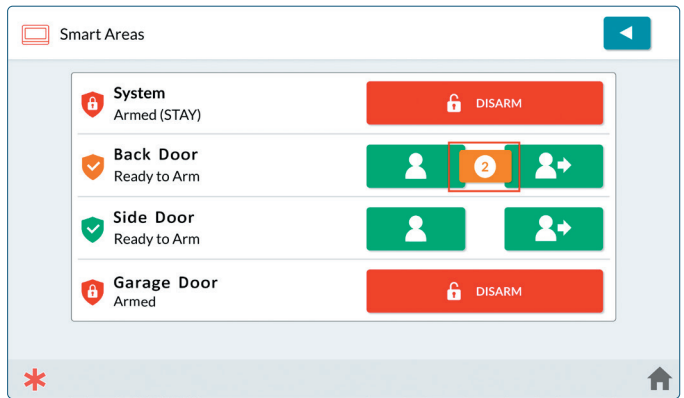 Smart Areas
System
Armed (STAY)
DISARM
Back Door
Ready to Arm
2
Side Door
Ready to Arm
Garage Door
Armed
DISARM